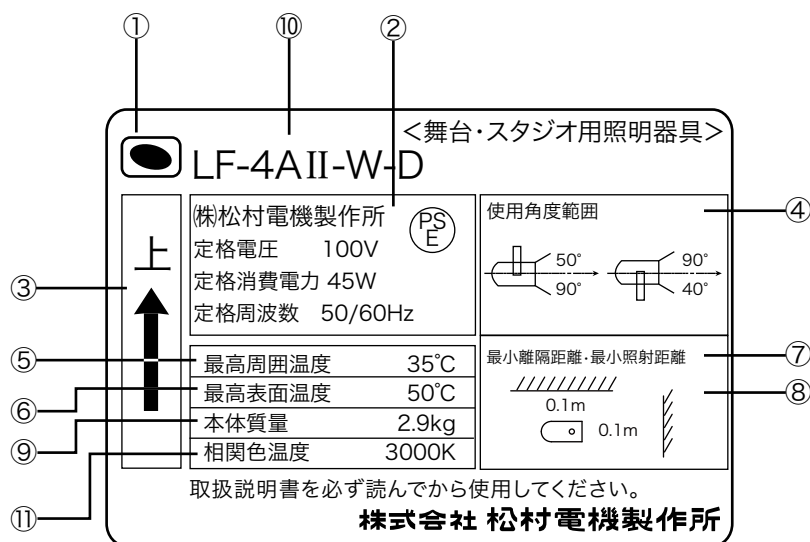 ① ⑩ ②
<舞台・スタジオ用照明器具>
LF-4AII-W-D
③ 上
㈱松村電機製作所
PS
E
定格電圧 100V
定格消費電力 45W
定格周波数 50/60Hz
使用角度範囲 ④
50° 90°
90° 40°
⑤ 最高周囲温度 35℃
⑥ 最高表面温度 50℃
⑨ 本体質量 2.9kg
⑪ 相関色温度 3000K
最小離隔距離・最小照射距離 ⑦
⑧
0.1m
0.1m
取扱説明書を必ず読んでから使用してください。
株式会社 松村電機製作所